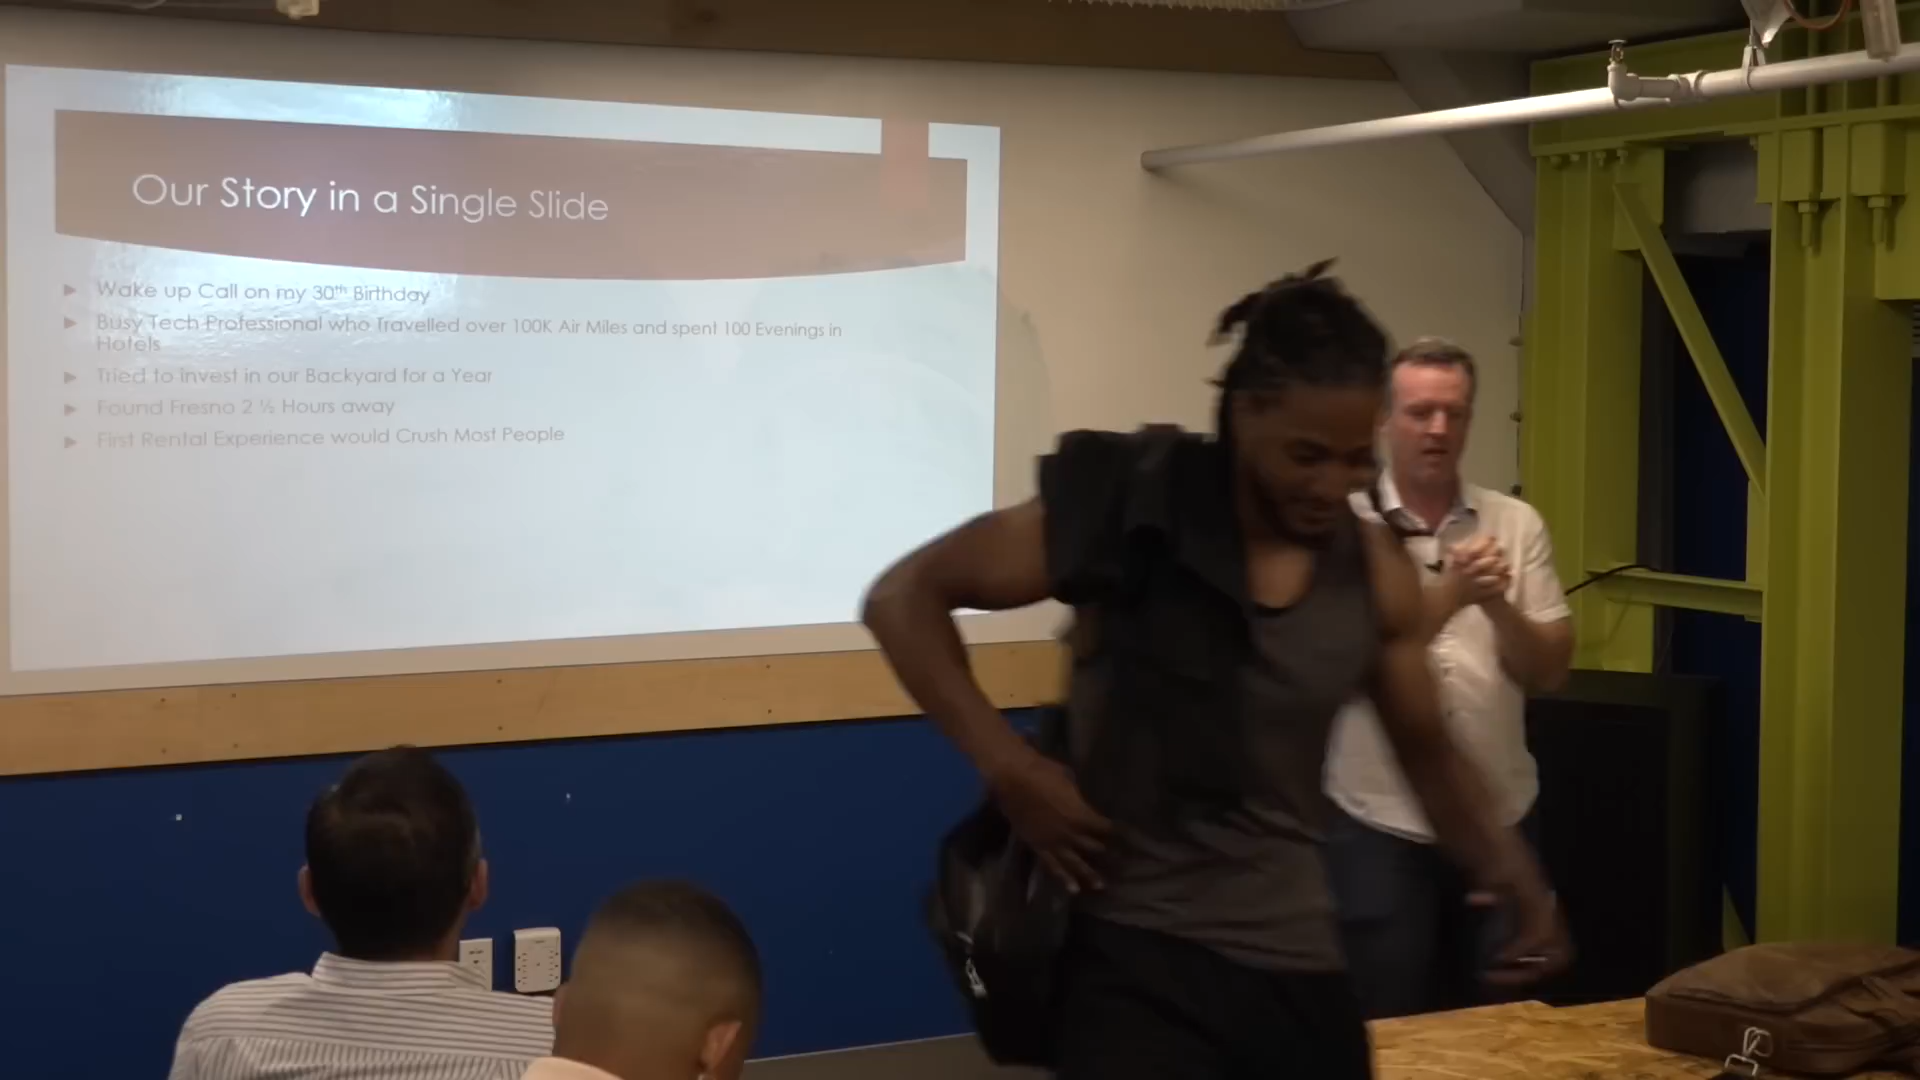 Our Story in a Single Slide
Wake up Call on my 30th Birthday
Busy Tech Professional who Travelled over 100K Air Miles and spent 100 Evenings in
Hotels
Tried to invest in our Backyard for a Year
Found Fresno 2 ½ Hours away
First Rental Experience would Crush Most People